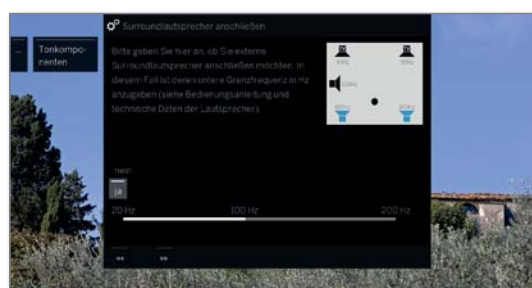 Surroundlautsprecher anschließen
...
Tonkompo-
nenten
Bitte geben Sie hier an, ob Sie externe
Surroundlautsprecher anschließen möchten. In
diesem Fall ist deren untere Grenzfrequenz in Hz
anzugeben (siehe Bedienungsanleitung und
technische Daten der Lautsprecher).
nein
ja
20 Hz 100 Hz 200 Hz